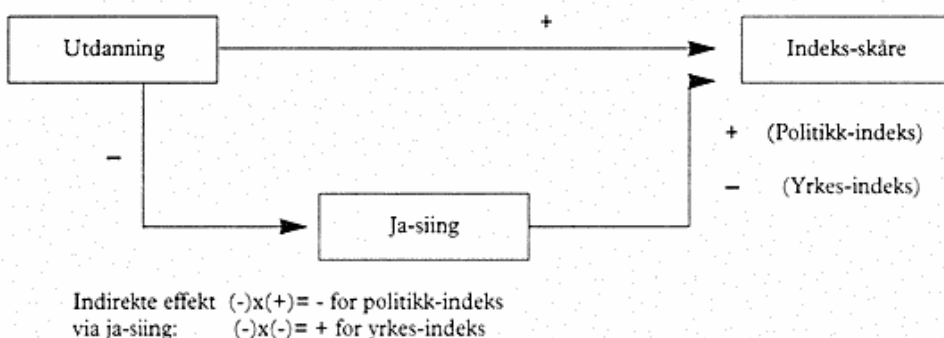 +
Utdanning
Indeks-skåre
+ (Politikk-indeks)
–
– (Yrkes-indeks)
Ja-siing
Indirekte effekt (-)x(+)= - for politikk-indeks
via ja-siing: (-)x(-)= + for yrkes-indeks